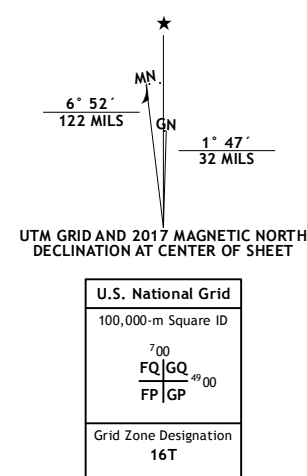 ★
MN
6° 52´
122 MILS
GN
1° 47´
32 MILS
UTM GRID AND 2017 MAGNETIC NORTH
DECLINATION AT CENTER OF SHEET
U.S. National Grid
100,000-m Square ID
⁷00
FQ GQ
⁴⁹00
FP GP
Grid Zone Designation
16T